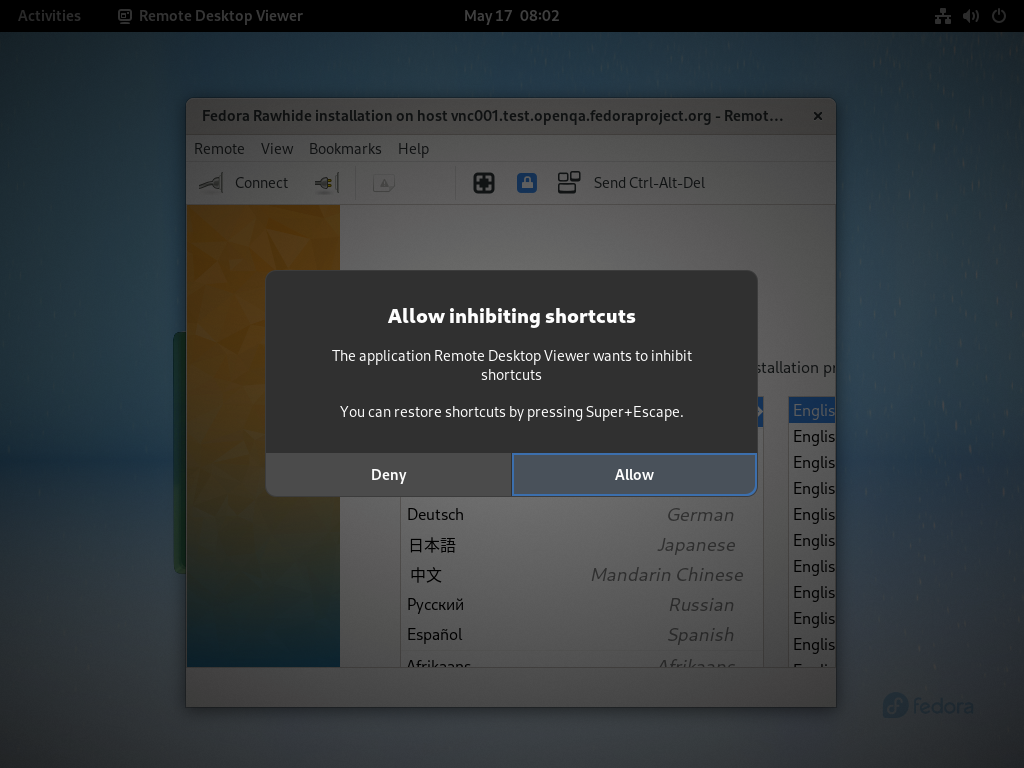 Activities Remote Desktop Viewer May 17 08:02
Fedora Rawhide installation on host vnc001.test.openqa.fedoraproject.org - Remot...
Remote View Bookmarks Help
Connect Send Ctrl-Alt-Del
Allow inhibiting shortcuts
The application Remote Desktop Viewer wants to inhibit
shortcuts
You can restore shortcuts by pressing Super+Escape.
Deny Allow
stallation pr
Englis
Englis
Englis
Englis
Deutsch German Englis
日本語 Japanese Englis
中文 Mandarin Chinese Englis
Русский Russian Englis
Español Spanish Englis
Afrikaans Afrikaans Englis
fedora